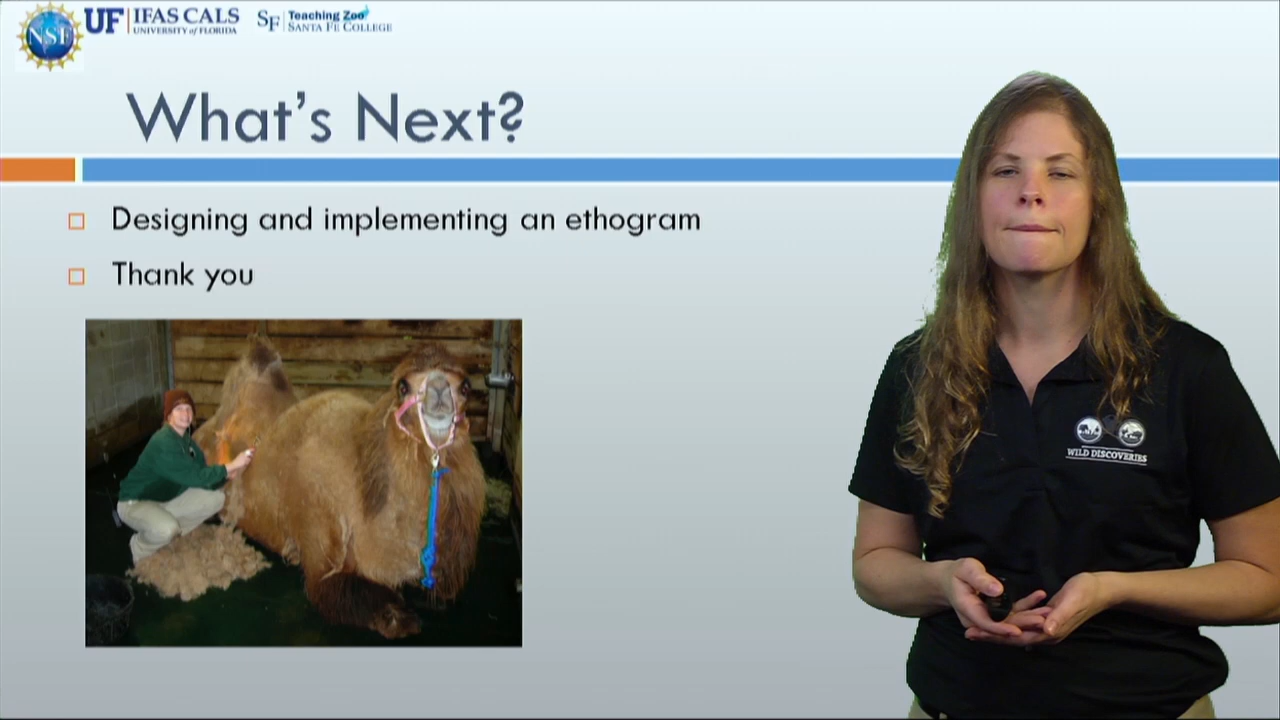 NSF
UF IFAS CALS
UNIVERSITY of FLORIDA
SF Teaching Zoo
SANTA FE COLLEGE
What's Next?
Designing and implementing an ethogram
Thank you
WILD DISCOVERIES